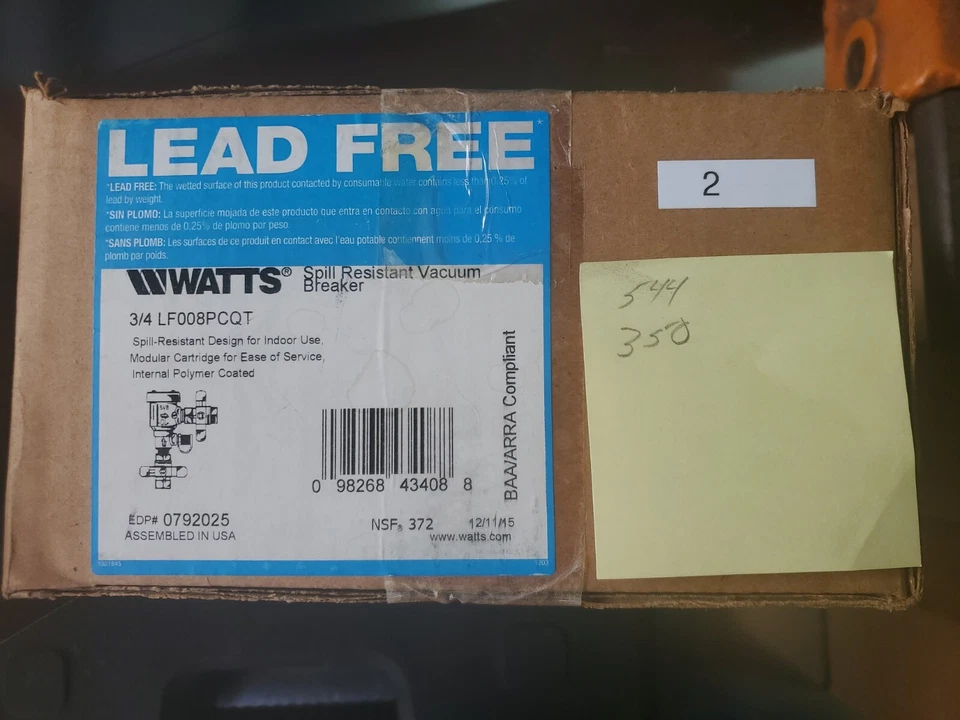 LEAD FREE*
*LEAD FREE: The wetted surface of this product contacted by consumable water contains less than 0.25% of
lead by weight.
*SIN PLOMO: La superficie mojada de este producto que entra en contacto con agua para el consumo
contiene menos de 0.25% de plomo por peso.
*SANS PLOMB: Les surfaces de ce produit en contact avec l'eau potable contiennent moins de 0.25 % de
plomb par poids.
WATTS® Spill Resistant Vacuum
Breaker
3/4 LF008PCQT
Spill-Resistant Design for Indoor Use,
Modular Cartridge for Ease of Service,
Internal Polymer Coated
BAA/ARRA Compliant
0 98268 43408 8
EDP# 0792025
ASSEMBLED IN USA
NSF. 372 12/11/15
www.watts.com
2
544
350